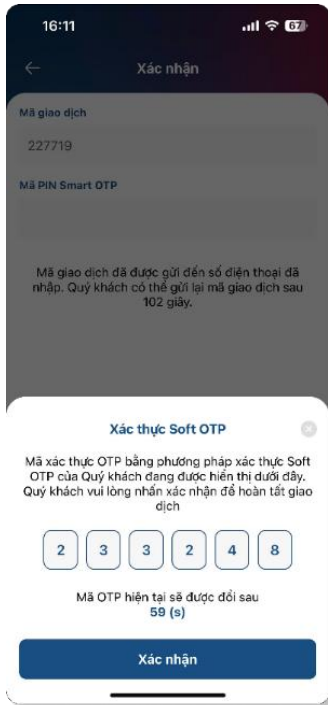 16:11
67
Xác nhận
Mã giao dịch
227719
Mã PIN Smart OTP
Mã giao dịch đã được gửi đến số điện thoại đã
nhập. Quý khách có thể gửi lại mã giao dịch sau
102 giây.
Xác thực Soft OTP
Mã xác thực OTP bằng phương pháp xác thực Soft
OTP của Quý khách đang được hiển thị dưới đây.
Quý khách vui lòng nhấn xác nhận để hoàn tất giao
dịch
2 3 3 2 4 8
Mã OTP hiện tại sẽ được đổi sau
59 (s)
Xác nhận